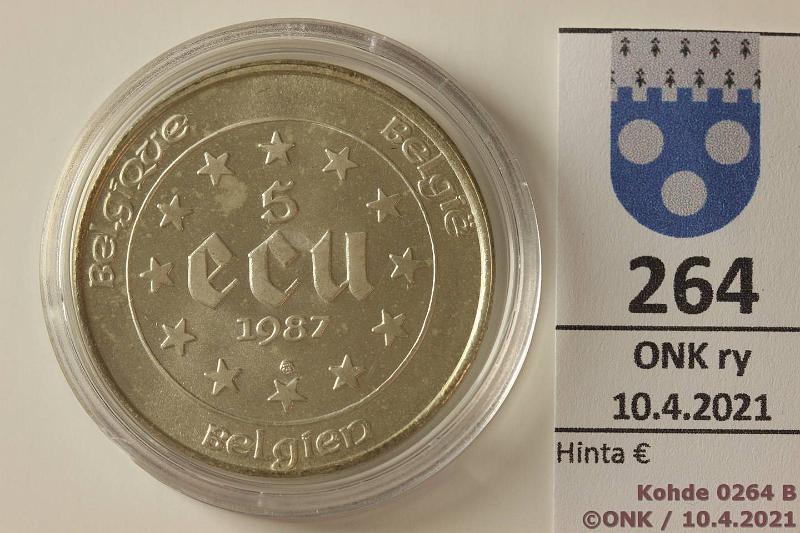 Belgique
België
5
ecu
1987
Belgien
264
ONK ry
10.4.2021
Hinta €
Kohde 0264 B
©ONK / 10.4.2021